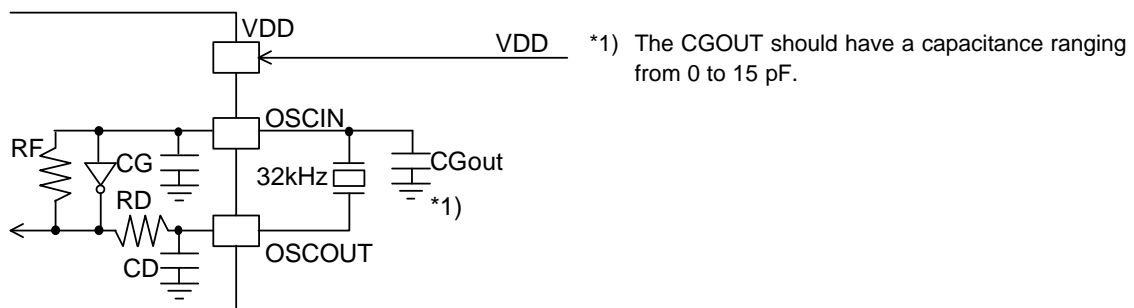 VDD
VDD
*1) The CGOUT should have a capacitance ranging
from 0 to 15 pF.
OSCIN
RF
CG
CGout
32kHz
RD
*1)
OSCOUT
CD